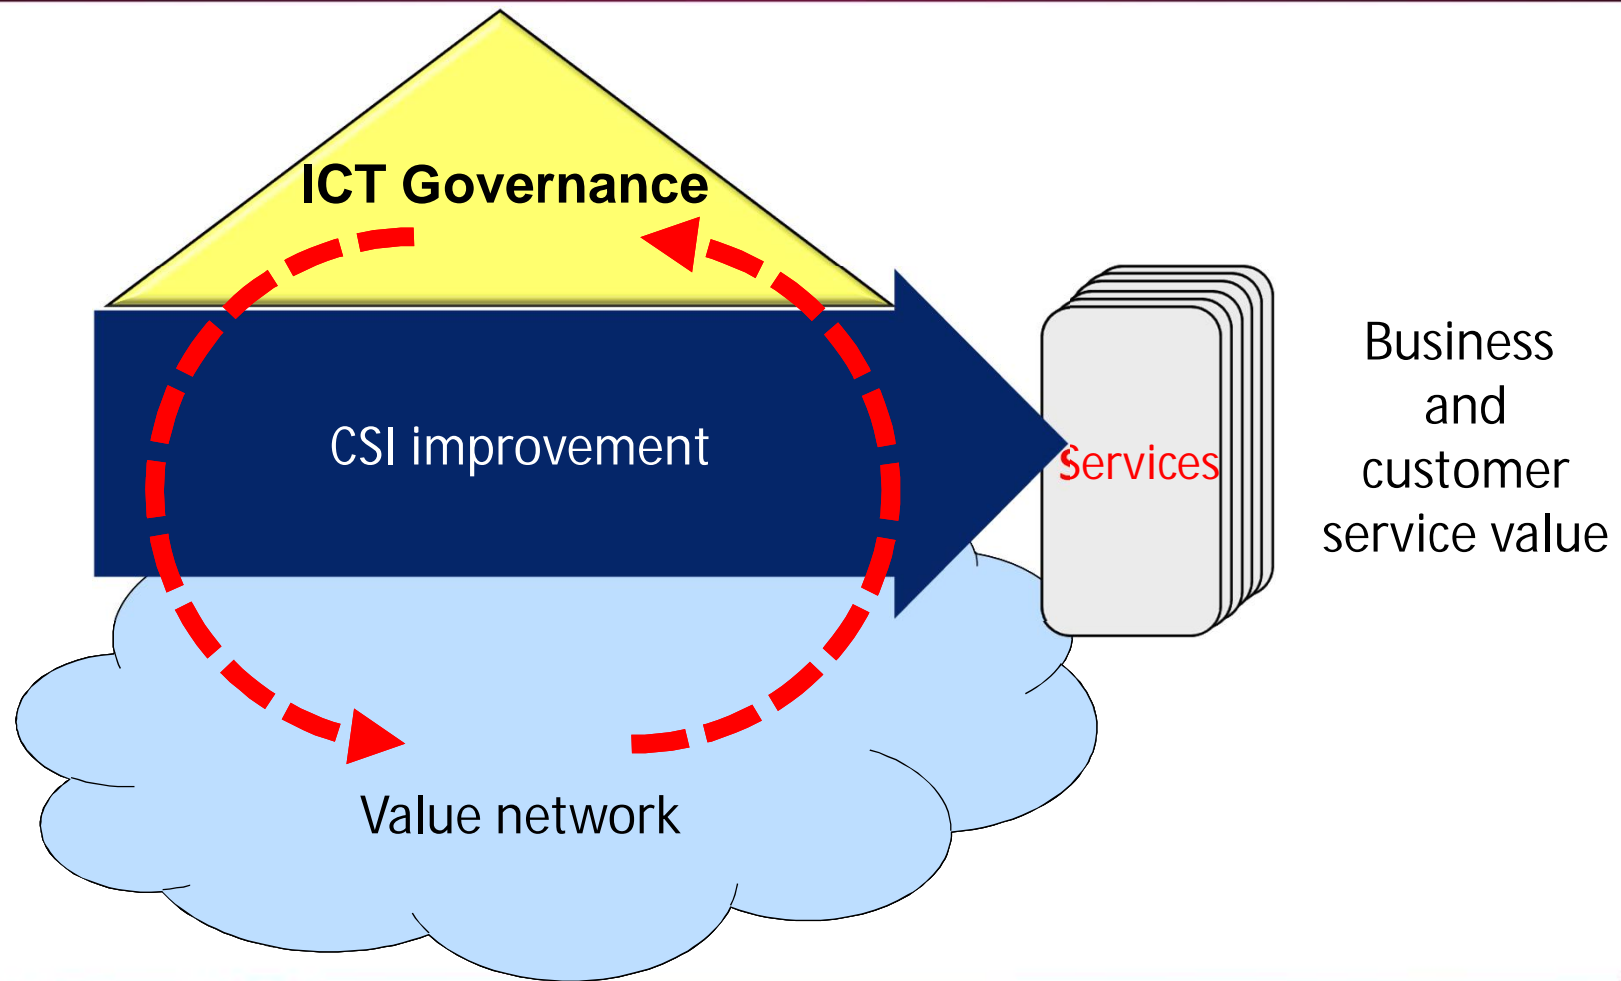 ICT Governance
CSI improvement
Services
Business
and
customer
service value
Value network